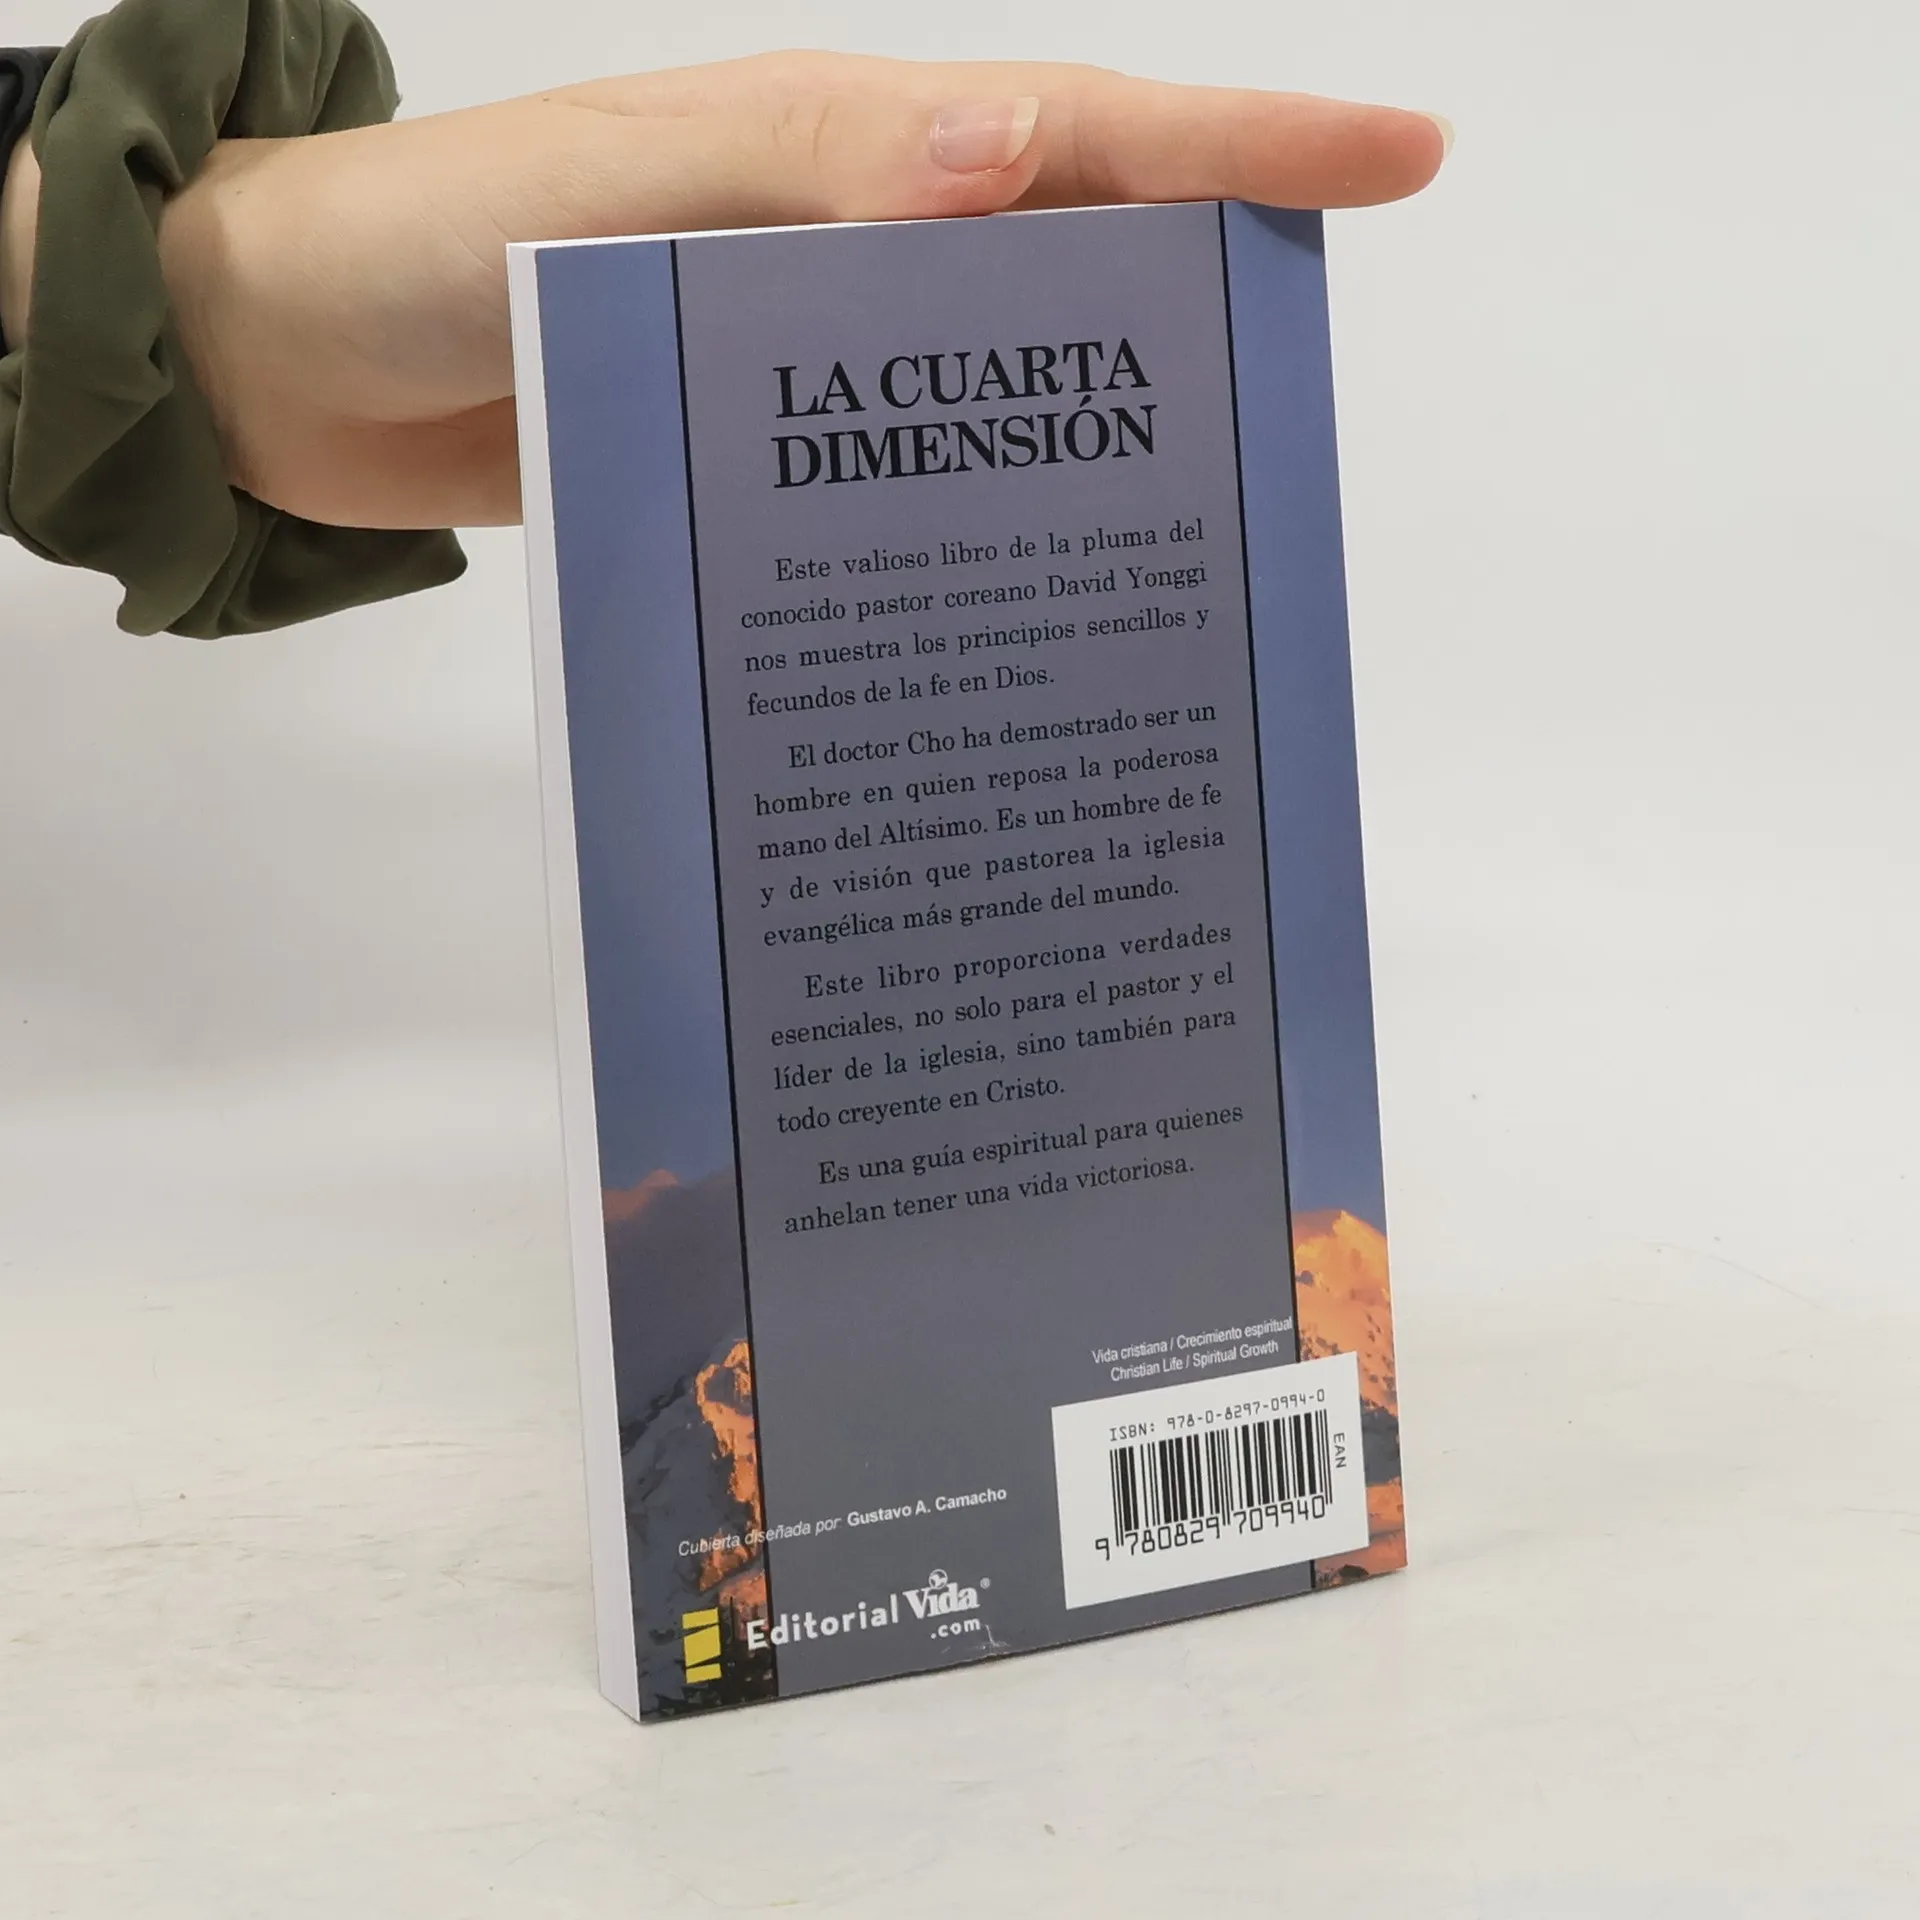 LA CUARTA
DIMENSIÓN
Este valioso libro de la pluma del
conocido pastor coreano David Yonggi
nos muestra los principios sencillos y
fecundos de la fe en Dios.
El doctor Cho ha demostrado ser un
hombre en quien reposa la poderosa
mano del Altísimo. Es un hombre de fe
y de visión que pastorea la iglesia
evangélica más grande del mundo.
Este libro proporciona verdades
esenciales, no solo para el pastor y el
líder de la iglesia, sino también para
todo creyente en Cristo.
Es una guía espiritual para quienes
anhelan tener una vida victoriosa.
Vida cristiana / Crecimiento espiritual
Christian Life / Spiritual Growth
ISBN: 978-0-8297-0994-0
EAN
9 780829 709940
Cubierta diseñada por: Gustavo A. Camacho
Editorial Vida®
.com